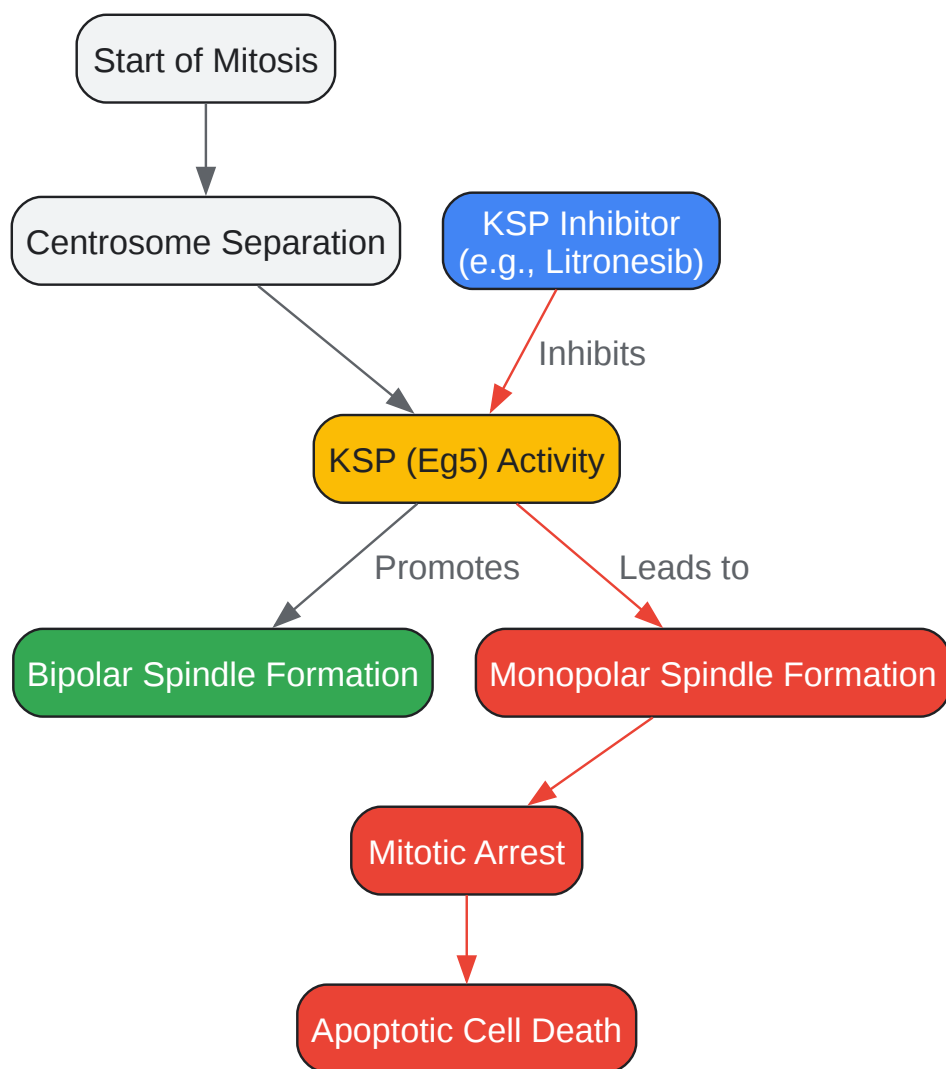 Start of Mitosis
Centrosome Separation
KSP Inhibitor
(e.g., Litronesib)
Inhibits
KSP (Eg5) Activity
Promotes
Leads to
Bipolar Spindle Formation
Monopolar Spindle Formation
Mitotic Arrest
Apoptotic Cell Death